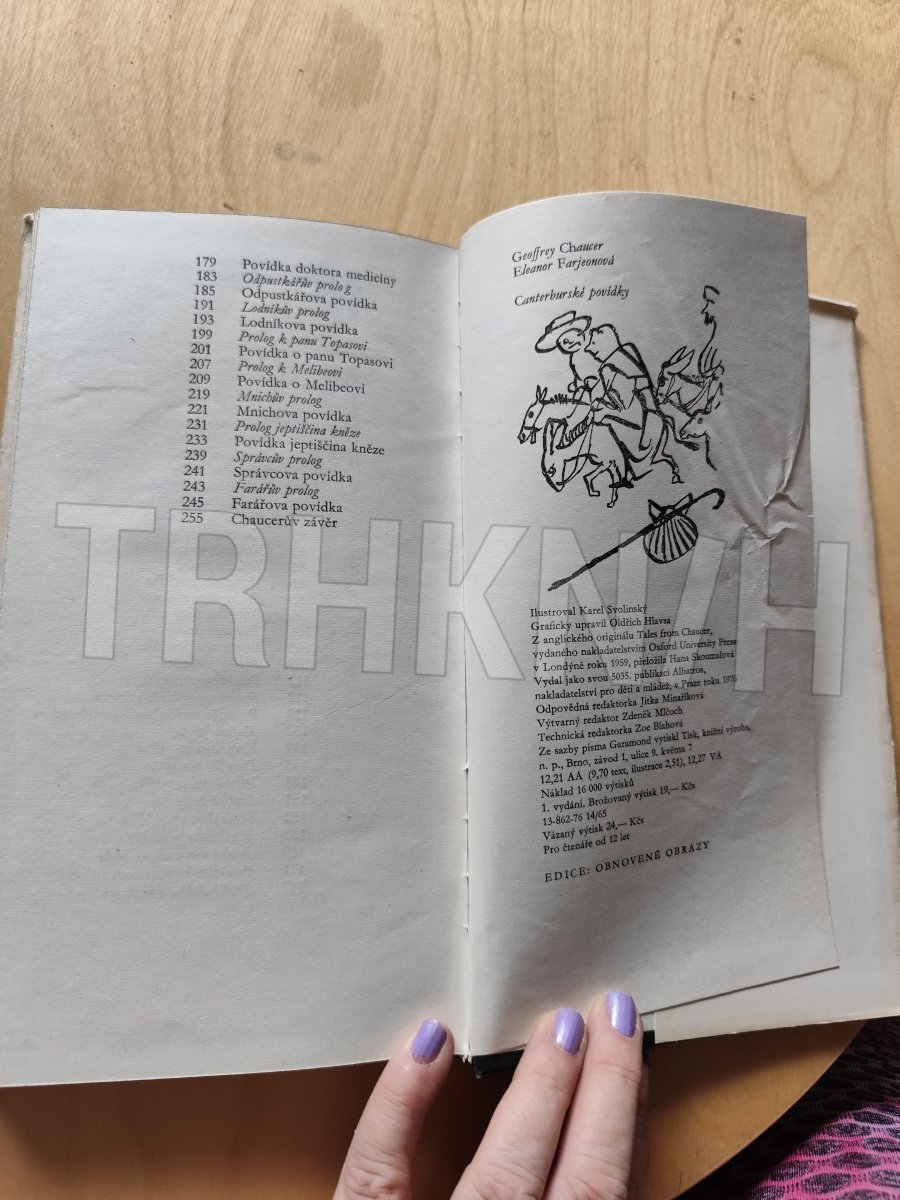 179 Povídka doktora medicíny
183 Odpustkářův prolog
185 Odpustkářova povídka
191 Lodníkův prolog
193 Lodníkova povídka
199 Prolog k panu Topasovi
201 Povídka o panu Topasovi
207 Prolog k Melibeovi
209 Povídka o Melibeovi
219 Mnichův prolog
221 Mnichova povídka
231 Prolog jeptiščina kněze
233 Povídka jeptiščina kněze
239 Správcův prolog
241 Správcova povídka
243 Farářův prolog
245 Farářova povídka
255 Chaucerův závěr
Geoffrey Chaucer
Eleanor Farjeonová
Canterburské povídky
Ilustroval Karel Svolinský
Graficky upravil Oldřich Hlavsa
Z anglického originálu Tales from Chaucer,
vydaného nakladatelstvím Oxford University Press
v Londýně roku 1959, přeložila Hana Skoumalová
Vydal jako svou 5035. publikaci Albatros,
nakladatelství pro děti a mládež, v Praze roku 1976
Odpovědná redaktorka Jitka Minaříková
Výtvarný redaktor Zdeněk Mlčoch
Technická redaktorka Zoe Blahová
Ze sazby písma Garamond vytiskl Tisk, knižní výroba,
n. p., Brno, závod 1, ulice 9. května 7
12,21 AA (9,70 text, ilustrace 2,51), 12,27 VA
Náklad 16 000 výtisků
1. vydání. Brožovaný výtisk 19,— Kčs
13-862-76 14/65
Vázaný výtisk 24,— Kčs
Pro čtenáře od 12 let
EDICE: OBNOVENÉ OBRAZY
TRHKNIH